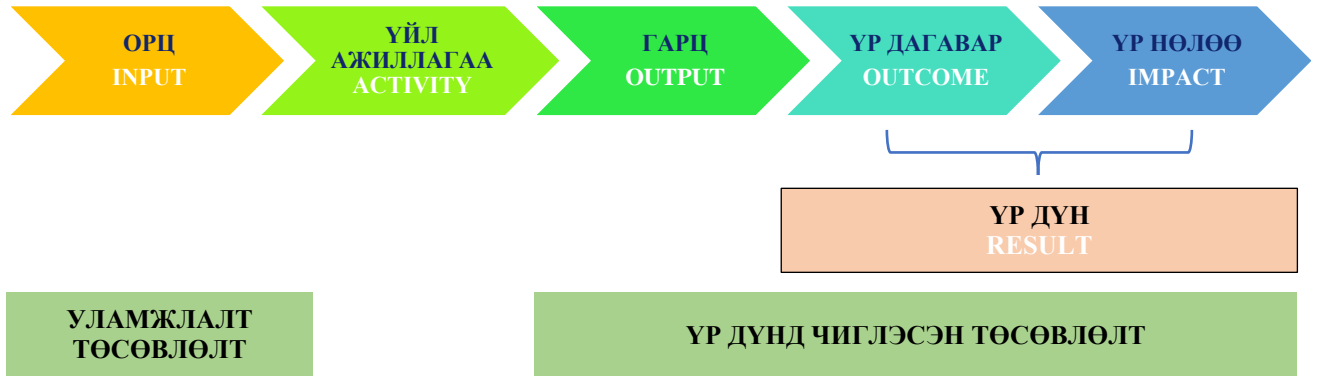 ОРЦ
INPUT
ҮЙЛ
АЖИЛЛАГАА
ACTIVITY
ГАРЦ
OUTPUT
ҮР ДАГАВАР
OUTCOME
ҮР НӨЛӨӨ
IMPACT
ҮР ДҮН
RESULT
УЛАМЖЛАЛТ
ТӨСӨВЛӨЛТ
ҮР ДҮНД ЧИГЛЭСЭН ТӨСӨВЛӨЛТ